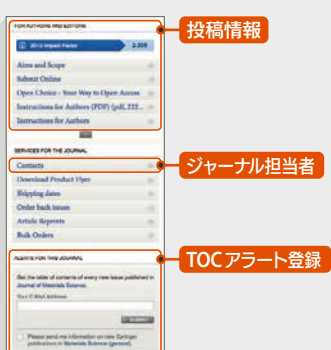 FOR AUTHORS AND EDITORS
投稿情報
2012 Impact Factor
Aims and Scope
Submit Online
Open Choice - Your Way to Open Access
Instructions for Authors (PDF) (pdf, 222...
Instructions for Authors
SERVICES FOR THE JOURNAL
Contacts
ジャーナル担当者
Download Product Flyer
Shipping dates
Order back issues
Article Reprints
Bulk Orders
ALERTS FOR THIS JOURNAL
TOCアラート登録
Get the table of contents of every new issue published in
Journal of Materials Science.
Your E-Mail Address
SUBMIT
Please send me information on new Springer
publications in Materials Science (general).